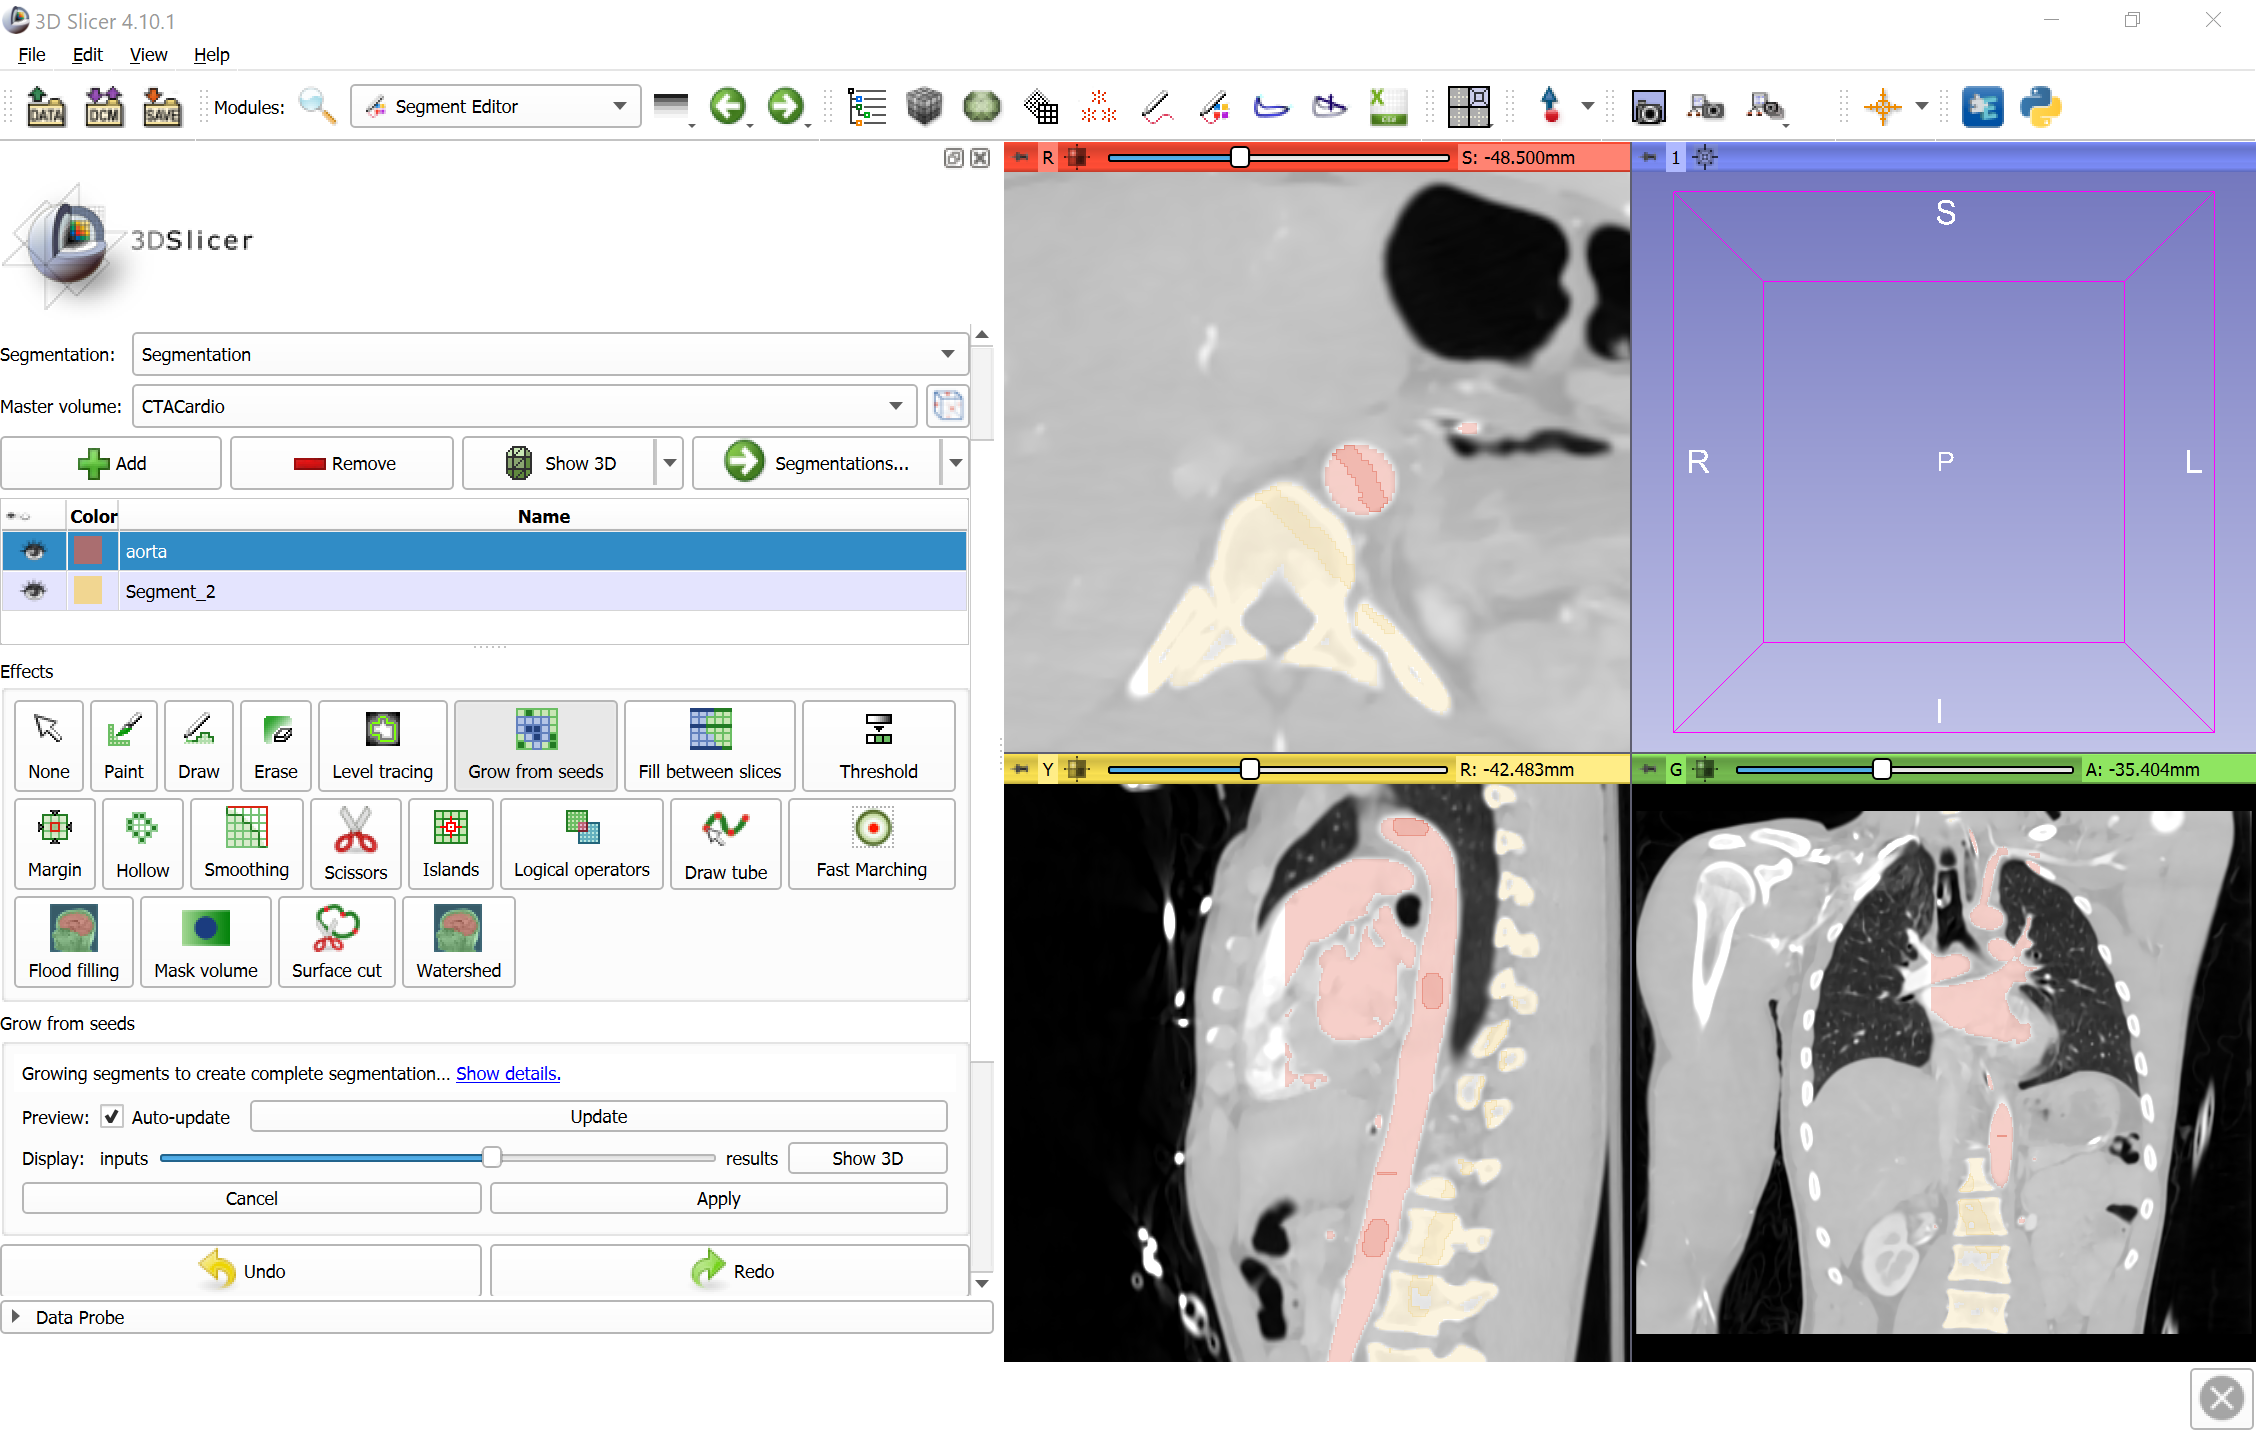 3D Slicer 4.10.1
File Edit View Help
DATA DCM SAVE Modules: Segment Editor
R S: -48.500mm
1
3DSlicer
S
R P L
I
Segmentation: Segmentation
Master volume: CTACardio
Add Remove Show 3D Segmentations...
Color Name
aorta
Segment_2
Effects
None Paint Draw Erase Level tracing Grow from seeds Fill between slices Threshold
Margin Hollow Smoothing Scissors Islands Logical operators Draw tube Fast Marching
Flood filling Mask volume Surface cut Watershed
Y R: -42.483mm
G A: -35.404mm
Grow from seeds
Growing segments to create complete segmentation... Show details.
Preview: Auto-update Update
Display: inputs results Show 3D
Cancel Apply
Undo Redo
Data Probe